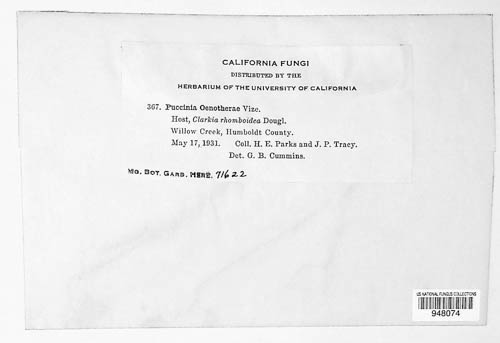 CALIFORNIA FUNGI
DISTRIBUTED BY THE
HERBARIUM OF THE UNIVERSITY OF CALIFORNIA
367. Puccinia Oenotherae Vize.
Host, Clarkia rhomboidea Dougl.
Willow Creek, Humboldt County.
May 17, 1931. Coll. H. E. Parks and J. P. Tracy.
Det. G. B. Cummins.
MO. BOT. GARD. HERB. 71622
US NATIONAL FUNGUS COLLECTIONS
948074